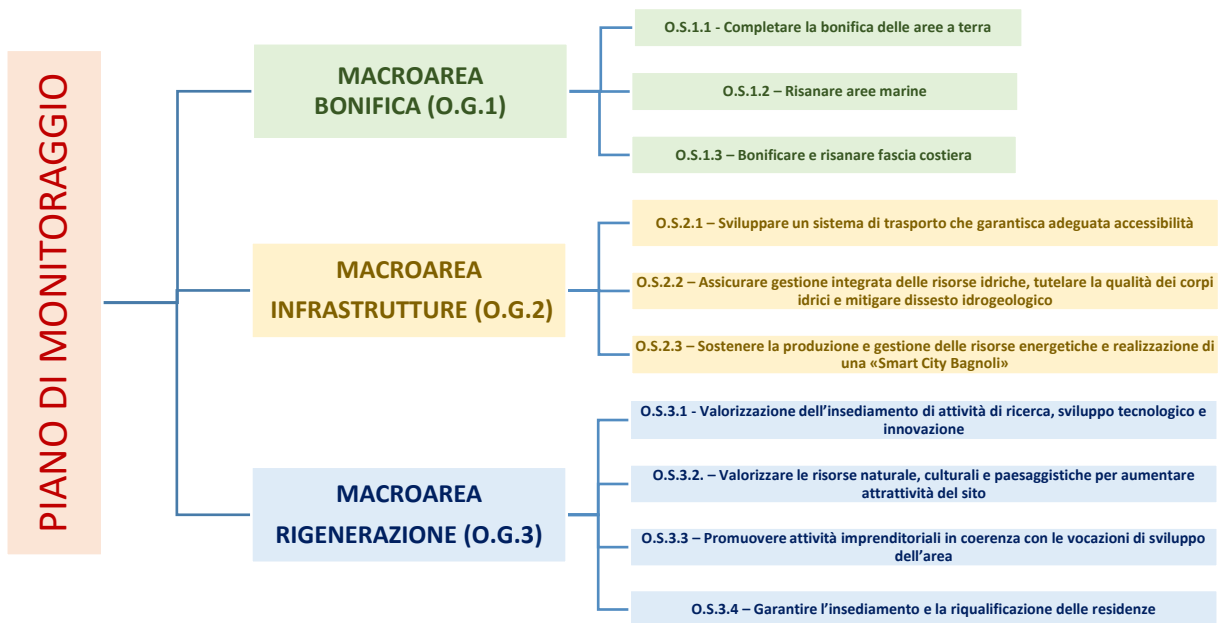 PIANO DI MONITORAGGIO
MACROAREA
BONIFICA (O.G.1)
O.S.1.1 - Completare la bonifica delle aree a terra
O.S.1.2 – Risanare aree marine
O.S.1.3 – Bonificare e risanare fascia costiera
MACROAREA
INFRASTRUTTURE (O.G.2)
O.S.2.1 – Sviluppare un sistema di trasporto che garantisca adeguata accessibilità
O.S.2.2 – Assicurare gestione integrata delle risorse idriche, tutelare la qualità dei corpi
idrici e mitigare dissesto idrogeologico
O.S.2.3 – Sostenere la produzione e gestione delle risorse energetiche e realizzazione di
una «Smart City Bagnoli»
MACROAREA
RIGENERAZIONE (O.G.3)
O.S.3.1 - Valorizzazione dell’insediamento di attività di ricerca, sviluppo tecnologico e
innovazione
O.S.3.2. – Valorizzare le risorse naturale, culturali e paesaggistiche per aumentare
attrattività del sito
O.S.3.3 – Promuovere attività imprenditoriali in coerenza con le vocazioni di sviluppo
dell’area
O.S.3.4 – Garantire l’insediamento e la riqualificazione delle residenze